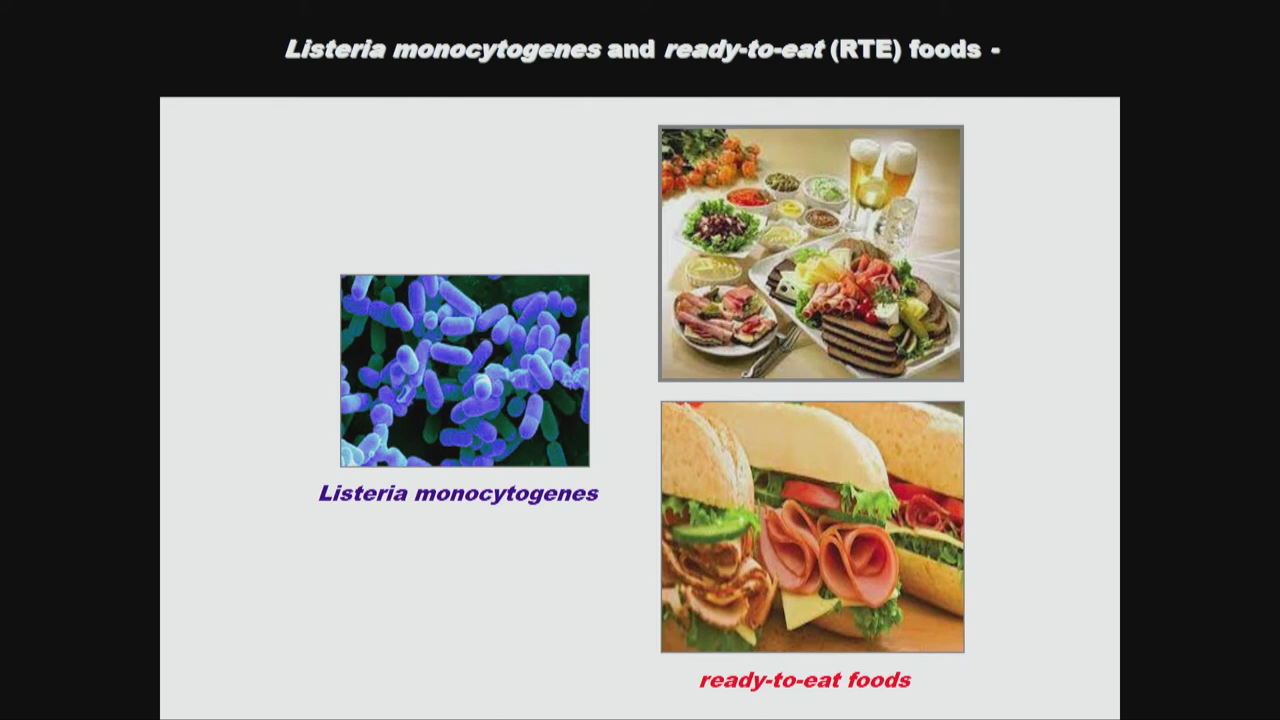 Listeria monocytogenes and ready-to-eat (RTE) foods -
Listeria monocytogenes
ready-to-eat foods